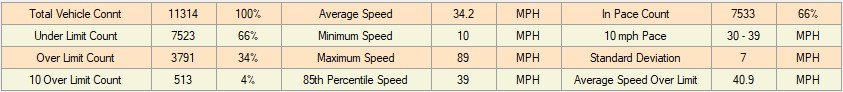 Total Vehicle Connt 11314 100% Average Speed 34.2 MPH In Pace Count 7533 66%
Under Limit Count 7523 66% Minimum Speed 10 MPH 10 mph Pace 30 - 39 MPH
Over Limit Count 3791 34% Maximum Speed 89 MPH Standard Deviation 7 MPH
10 Over Limit Count 513 4% 85th Percentile Speed 39 MPH Average Speed Over Limit 40.9 MPH